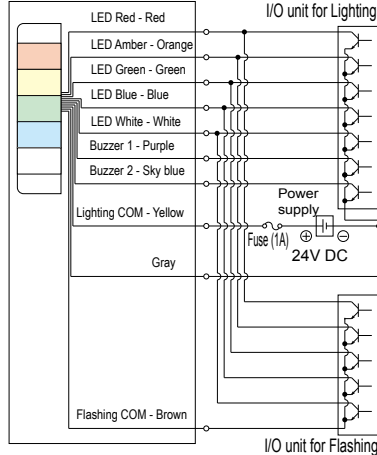 I/O unit for Lighting
LED Red - Red
LED Amber - Orange
LED Green - Green
LED Blue - Blue
LED White - White
Buzzer 1 - Purple
Buzzer 2 - Sky blue
Power
supply
Lighting COM - Yellow
Fuse (1A)
⊕ ⊖
24V DC
Gray
Flashing COM - Brown
I/O unit for Flashing